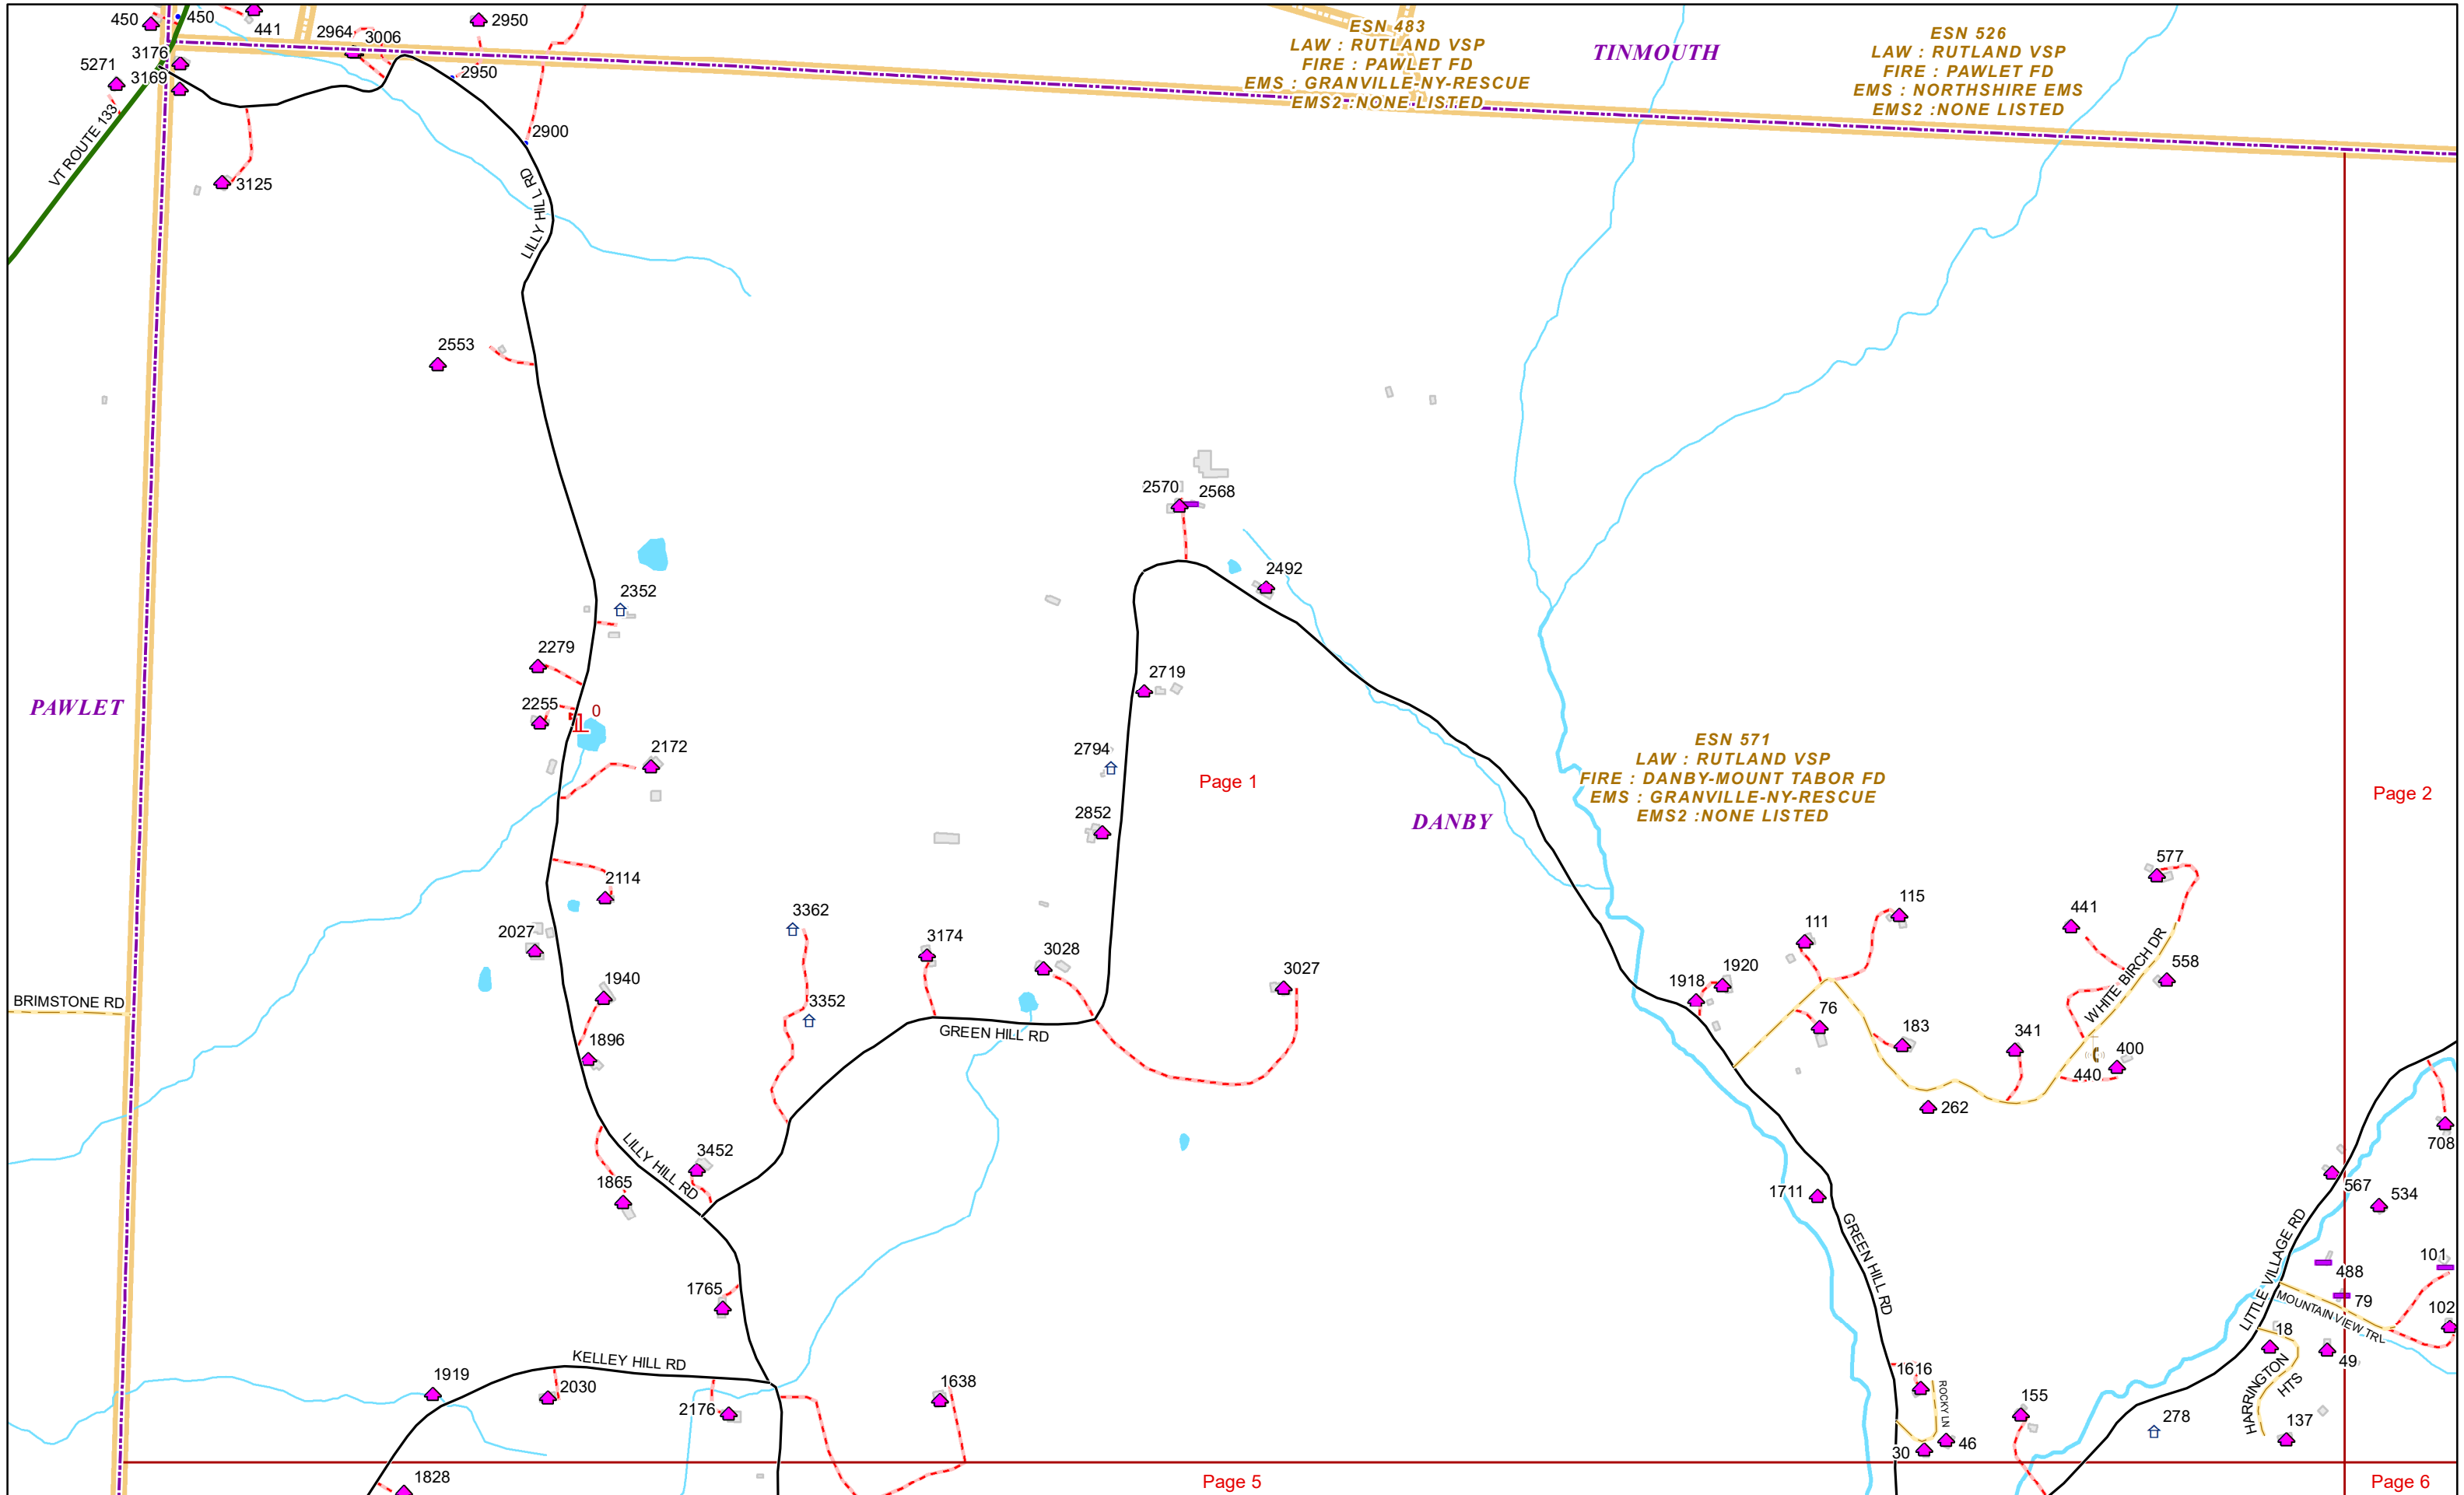 450
450
441
2964
3006
2950
3176
5271
3169
2950
VT ROUTE 133
2900
3125
LILLY HILL RD
ESN 483
LAW : RUTLAND VSP
FIRE : PAWLET FD
EMS : GRANVILLE-NY-RESCUE
EMS2 :NONE LISTED
TINMOUTH
ESN 526
LAW : RUTLAND VSP
FIRE : PAWLET FD
EMS : NORTHSHIRE EMS
EMS2 :NONE LISTED
2553
2570
2568
2492
2352
2279
2255
0
2172
PAWLET
2719
2794
2852
Page 1
ESN 571
LAW : RUTLAND VSP
FIRE : DANBY-MOUNT TABOR FD
EMS : GRANVILLE-NY-RESCUE
EMS2 :NONE LISTED
DANBY
Page 2
2114
2027
1940
1896
BRIMSTONE RD
3362
3352
3174
3028
3027
GREEN HILL RD
577
115
111
441
558
WHITE BIRCH DR
1918
1920
76
183
341
400
440
262
LILLY HILL RD
3452
1865
1711
GREEN HILL RD
708
567
534
LITTLE VILLAGE RD
101
488
79
MOUNTAIN VIEW TRL
102
18
49
HARRINGTON HTS
137
1765
KELLEY HILL RD
1919
2030
2176
1638
1616
ROCKY LN
30
46
155
278
1828
Page 5
Page 6